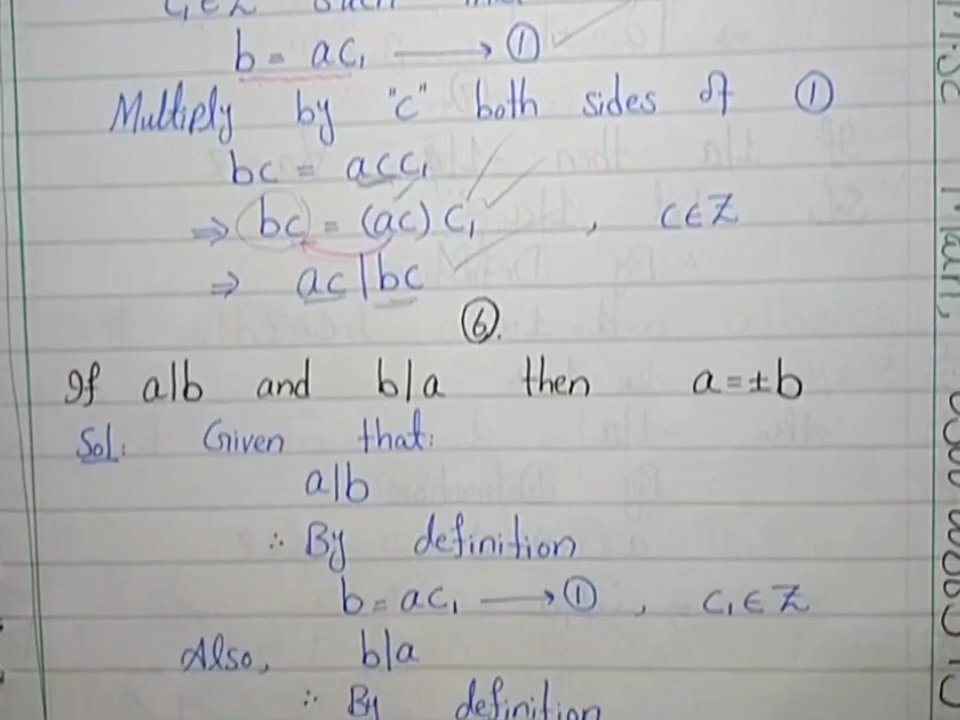 b = ac₁ ⟶ ①
Multiply by "c" both sides of ①
bc = acc₁
⇒ bc = (ac) c₁ , c∈Z
⇒ ac|bc
⑥.
If a|b and b|a then a=±b
Sol: Given that:
a|b
∴ By definition
b=ac₁ ⟶ ① , c₁∈Z
Also, b|a
∴ By definition